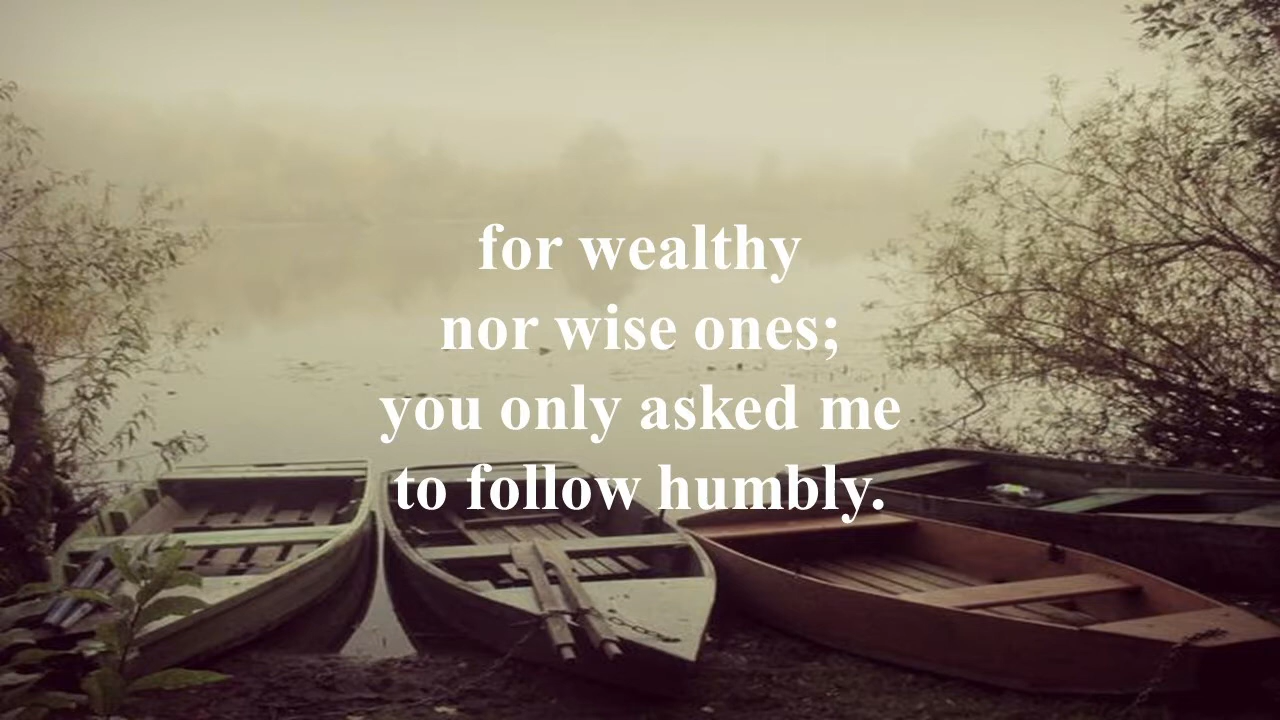 for wealthy
nor wise ones;
you only asked me
to follow humbly.